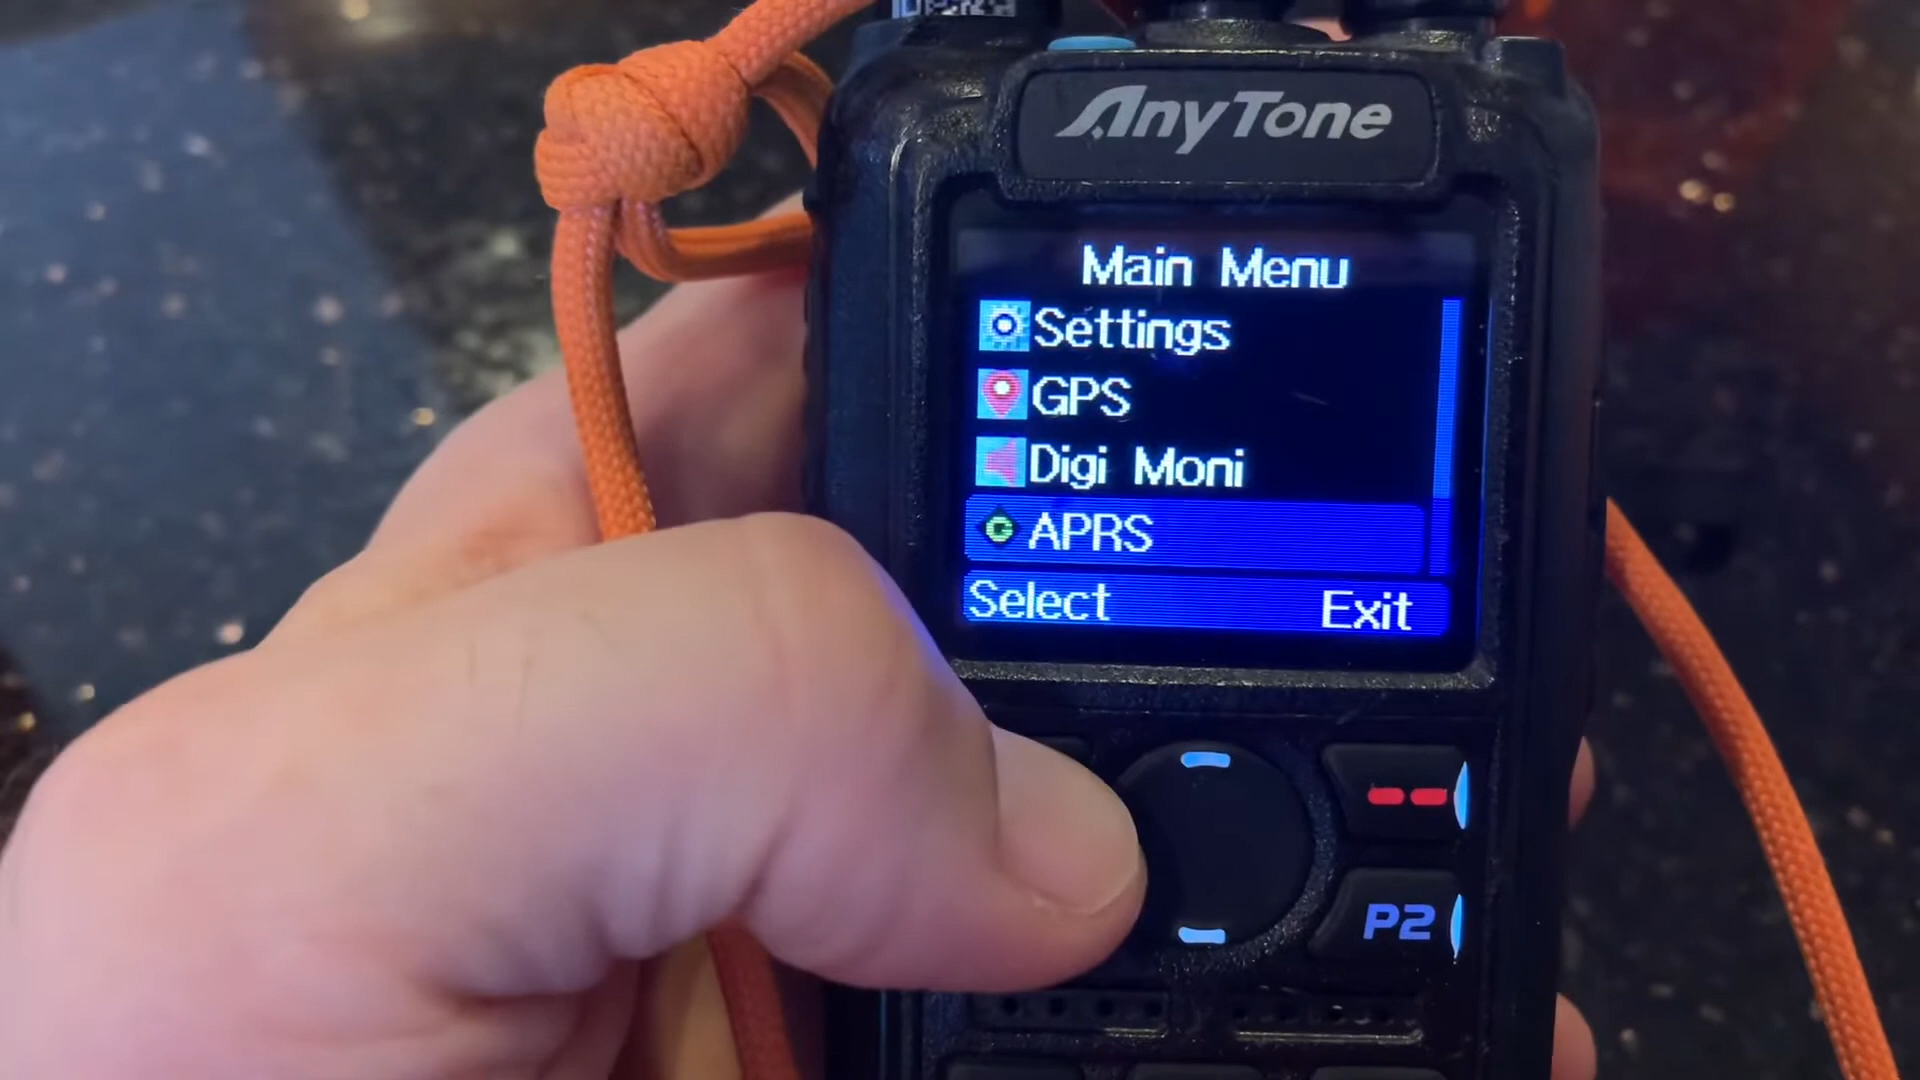 AnyTone
Main Menu
Settings
GPS
Digi Moni
APRS
Select Exit
P2